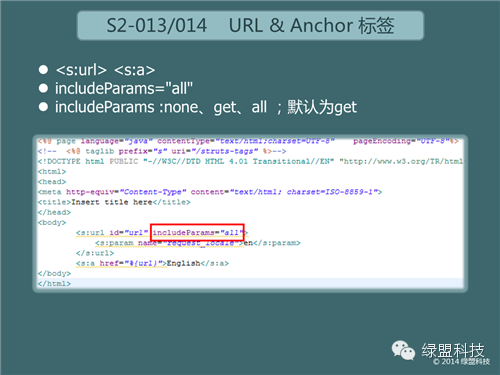 S2-013/014 URL & Anchor 标签
<s:url> <s:a>
includeParams="all"
includeParams :none、get、all ；默认为get
<%@ page language="java" contentType="text/html;charset=UTF-8" pageEncoding="UTF-8"%>
<!-- <%@ taglib prefix="s" uri="/struts-tags" %>-->
<!DOCTYPE html PUBLIC "-//W3C//DTD HTML 4.01 Transitional//EN" "http://www.w3.org/TR/html
<html>
<head>
<meta http-equiv="Content-Type" content="text/html; charset=ISO-8859-1">
<title>Insert title here</title>
</head>
<body>
<s:url id="url" includeParams="all">
<s:param name="request_locale">en</s:param>
</s:url>
<s:a href="%{url}">English</s:a>
</body>
</html>
绿盟科技
© 2014 绿盟科技